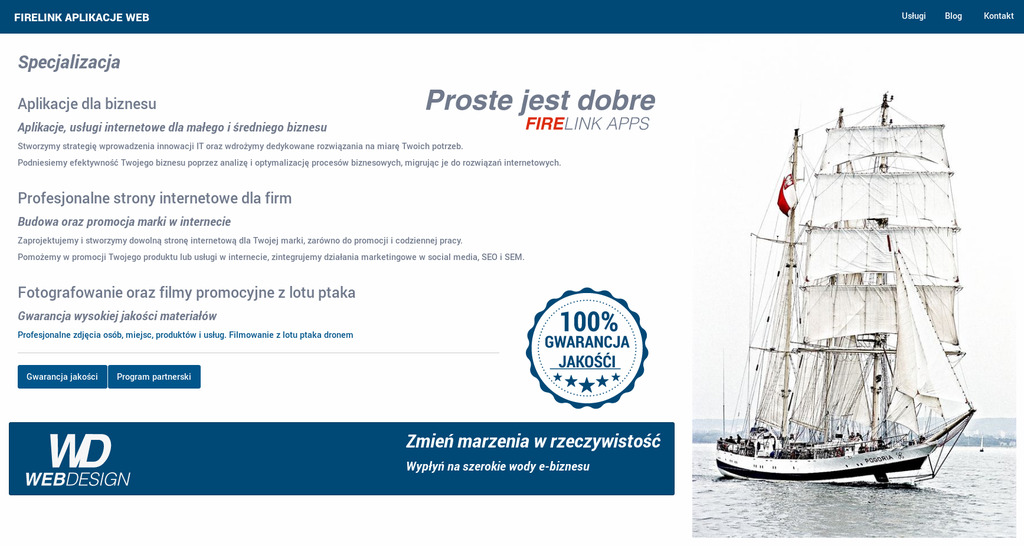 FIRELINK APLIKACJE WEB
Usługi
Blog
Kontakt
Specjalizacja
Proste jest dobre
FIRELINK APPS
Aplikacje dla biznesu
Aplikacje, usługi internetowe dla małego i średniego biznesu
Stworzymy strategię wprowadzenia innowacji IT oraz wdrożymy dedykowane rozwiązania na miarę Twoich potrzeb.
Podniesiemy efektywność Twojego biznesu poprzez analizę i optymalizację procesów biznesowych, migrując je do rozwiązań internetowych.
Profesjonalne strony internetowe dla firm
Budowa oraz promocja marki w internecie
Zaprojektujemy i stworzymy dowolną stronę internetową dla Twojej marki, zarówno do promocji i codziennej pracy.
Pomożemy w promocji Twojego produktu lub usługi w internecie, zintegrujemy działania marketingowe w social media, SEO i SEM.
Fotografowanie oraz filmy promocyjne z lotu ptaka
Gwarancja wysokiej jakości materiałów
Profesjonalne zdjęcia osób, miejsc, produktów i usług. Filmowanie z lotu ptaka dronem
100%
GWARANCJA
JAKOŚĆI
Gwarancja jakości
Program partnerski
WD
WEBDESIGN
Zmień marzenia w rzeczywistość
Wypłyń na szerokie wody e-biznesu
POGORIA